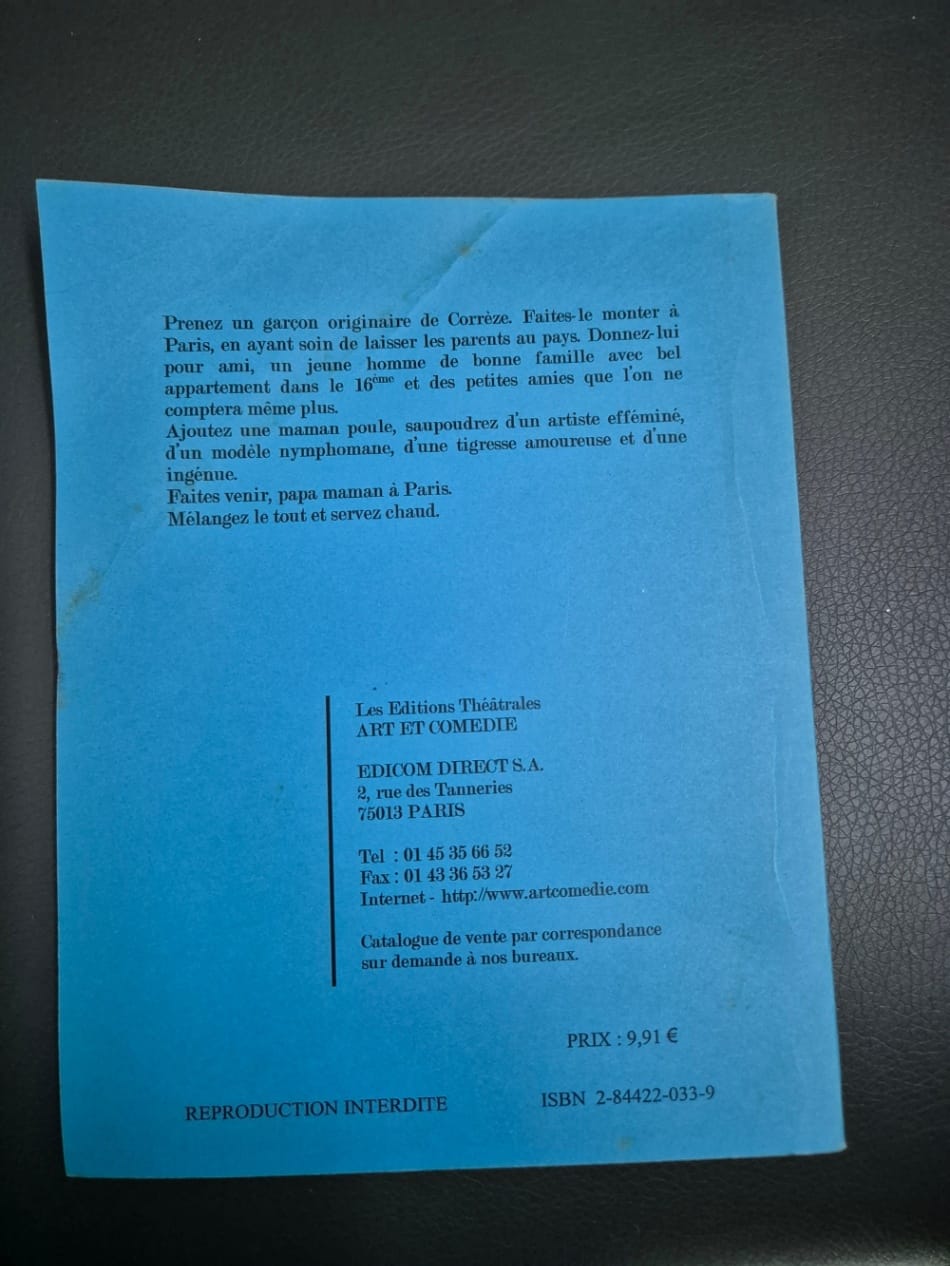 Prenez un garçon originaire de Corrèze. Faites-le monter à
Paris, en ayant soin de laisser les parents au pays. Donnez-lui
pour ami, un jeune homme de bonne famille avec bel
appartement dans le 16ème et des petites amies que l'on ne
comptera même plus.
Ajoutez une maman poule, saupoudrez d'un artiste efféminé,
d'un modèle nymphomane, d'une tigresse amoureuse et d'une
ingénue.
Faites venir, papa maman à Paris.
Mélangez le tout et servez chaud.
Les Editions Théâtrales
ART ET COMEDIE
EDICOM DIRECT S.A.
2, rue des Tanneries
75013 PARIS
Tel : 01 45 35 66 52
Fax : 01 43 36 53 27
Internet - http://www.artcomedie.com
Catalogue de vente par correspondance
sur demande à nos bureaux.
PRIX : 9,91 €
REPRODUCTION INTERDITE
ISBN 2-84422-033-9